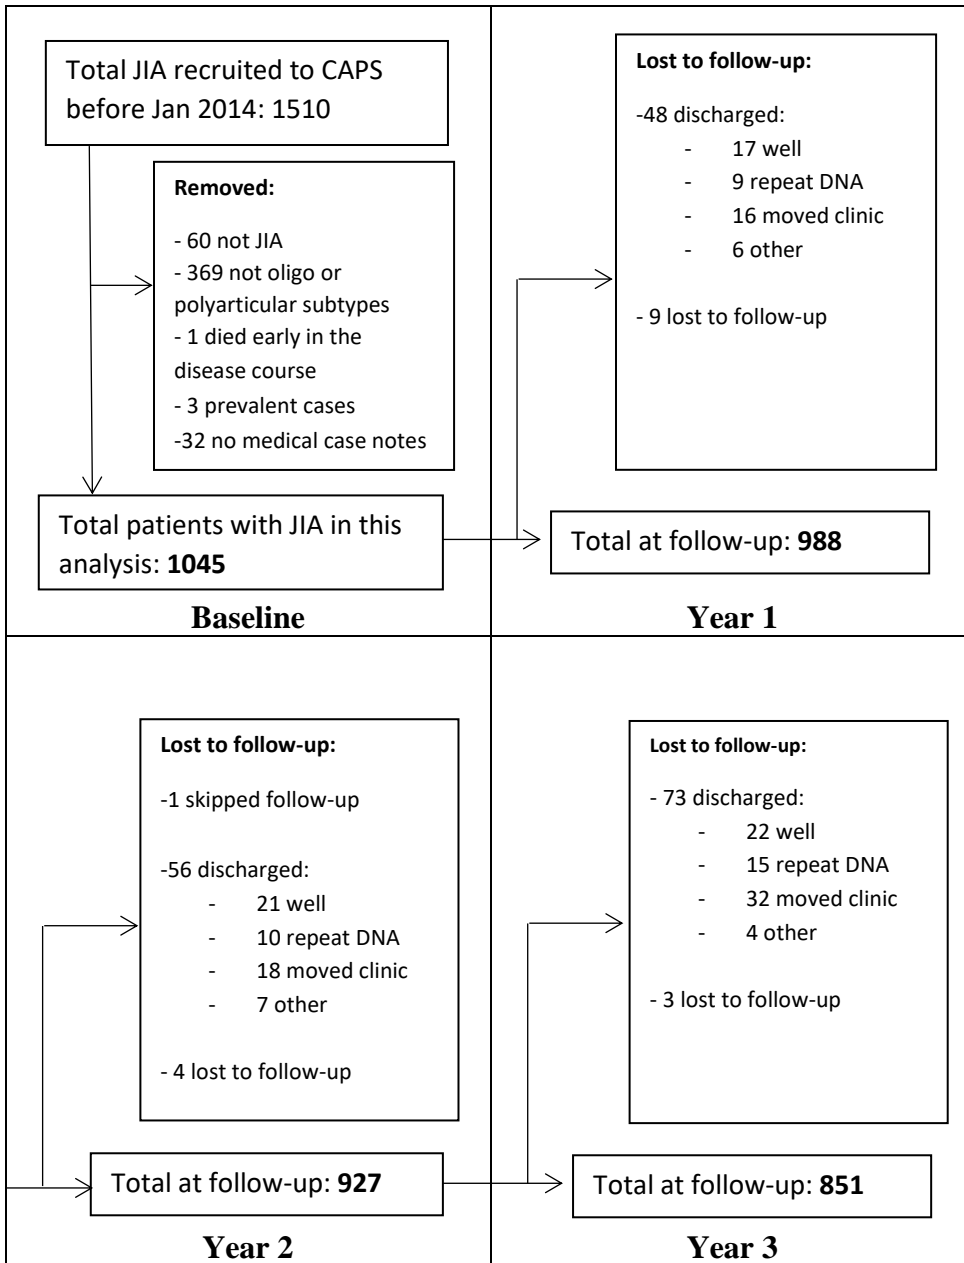 Total JIA recruited to CAPS
before Jan 2014: 1510
Removed:
- 60 not JIA
- 369 not oligo or
polyarticular subtypes
- 1 died early in the
disease course
- 3 prevalent cases
-32 no medical case notes
Total patients with JIA in this
analysis: 1045
Baseline
Lost to follow-up:
-48 discharged:
- 17 well
- 9 repeat DNA
- 16 moved clinic
- 6 other
- 9 lost to follow-up
Total at follow-up: 988
Year 1
Lost to follow-up:
-1 skipped follow-up
-56 discharged:
- 21 well
- 10 repeat DNA
- 18 moved clinic
- 7 other
- 4 lost to follow-up
Total at follow-up: 927
Year 2
Lost to follow-up:
- 73 discharged:
- 22 well
- 15 repeat DNA
- 32 moved clinic
- 4 other
- 3 lost to follow-up
Total at follow-up: 851
Year 3